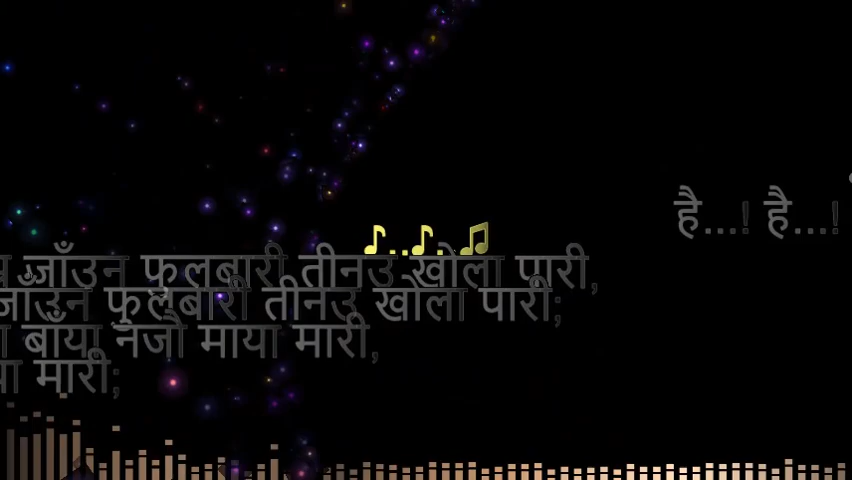 है...! है...!
♪..♪. ♫
जाँउन फुलबारी तीनउ खोला पारी,
जाँउन फुलबारी तीनउ खोला पारी;
बाँया नजौ माया मारी,
मारी;